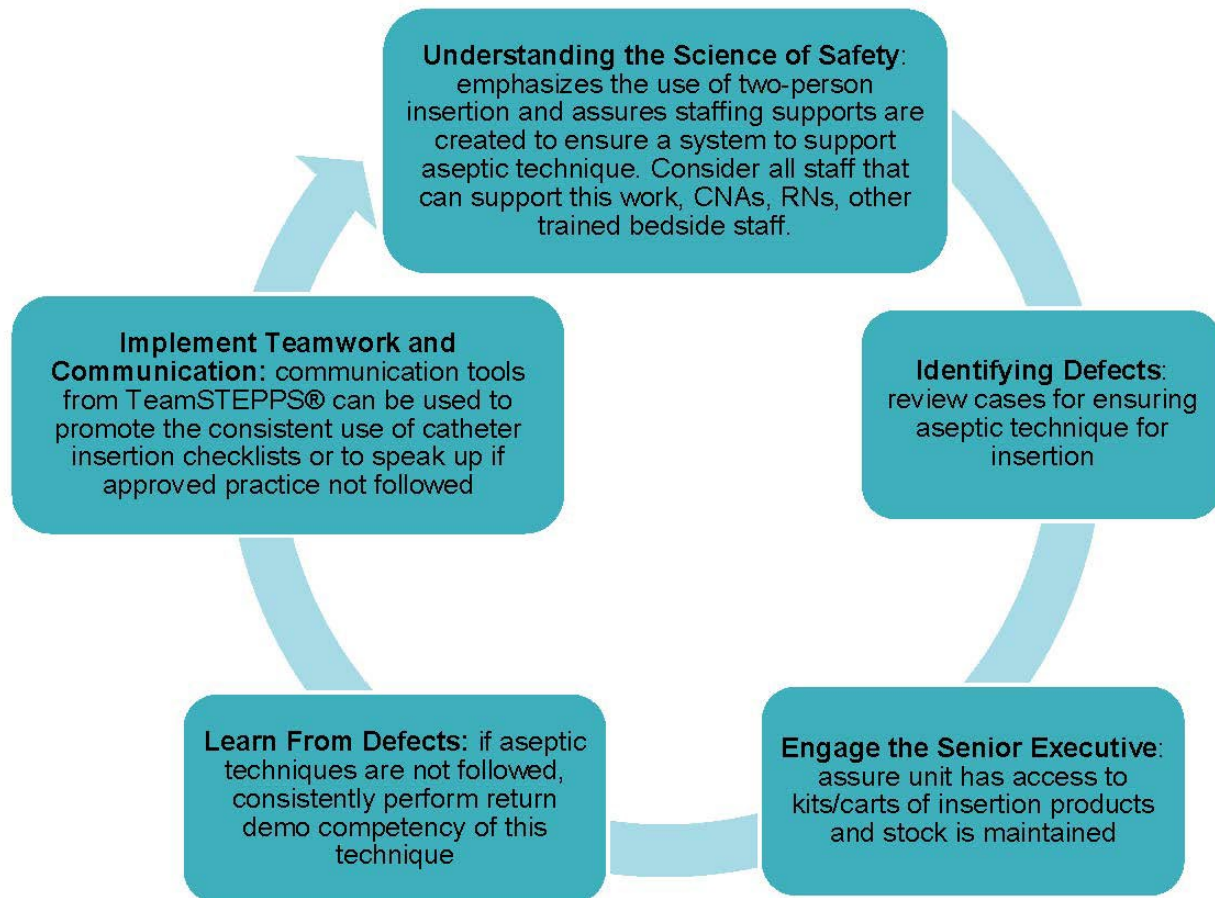 Understanding the Science of Safety:
emphasizes the use of two-person
insertion and assures staffing supports are
created to ensure a system to support
aseptic technique. Consider all staff that
can support this work, CNAs, RNs, other
trained bedside staff.
Identifying Defects:
review cases for ensuring
aseptic technique for
insertion
Engage the Senior Executive:
assure unit has access to
kits/carts of insertion products
and stock is maintained
Learn From Defects: if aseptic
techniques are not followed,
consistently perform return
demo competency of this
technique
Implement Teamwork and
Communication: communication tools
from TeamSTEPPS® can be used to
promote the consistent use of catheter
insertion checklists or to speak up if
approved practice not followed